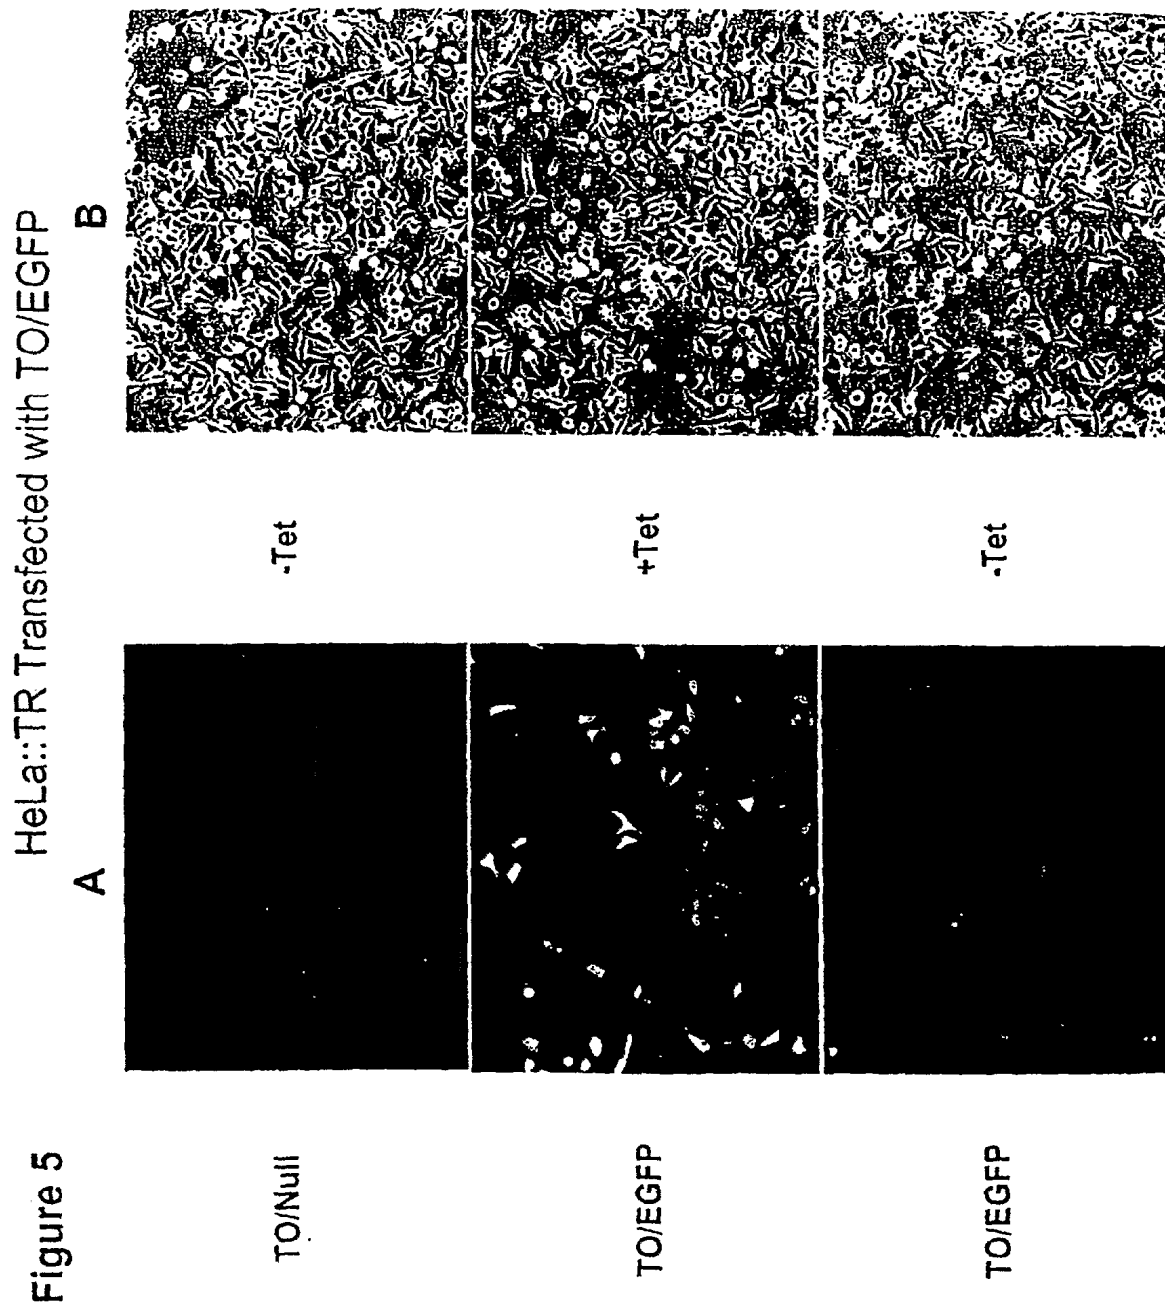 Figure 5
HeLa::TR Transfected with TO/EGFP
A
B
TO/Null
-Tet
TO/EGFP
+Tet
TO/EGFP
-Tet